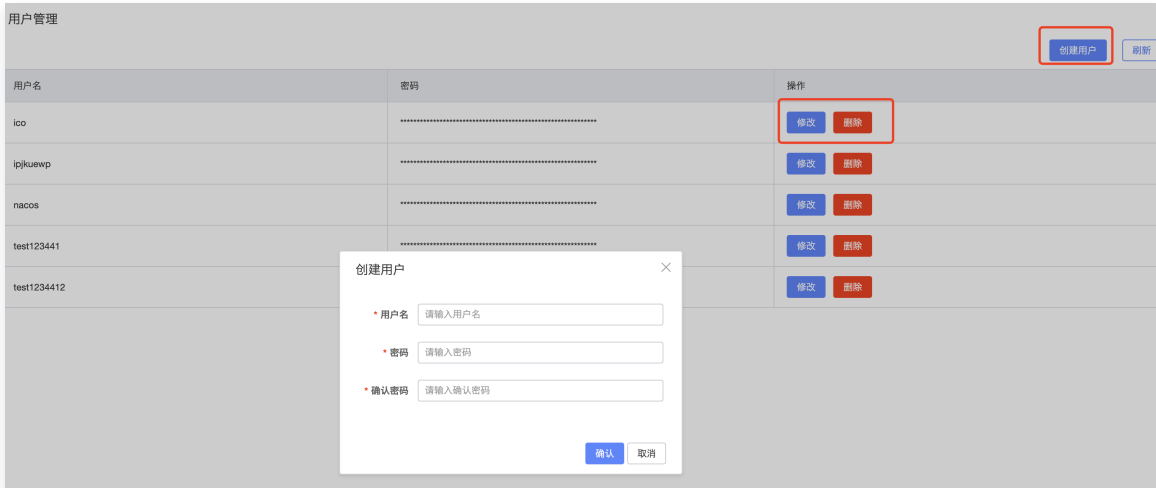 用户管理
创建用户 刷新
用户名 密码 操作
ico ************************************************************ 修改 删除
ipjkuewp ************************************************************ 修改 删除
nacos ************************************************************ 修改 删除
test123441 ************************************************************ 修改 删除
test1234412 修改 删除
创建用户
* 用户名 请输入用户名
* 密码 请输入密码
* 确认密码 请输入确认密码
确认 取消